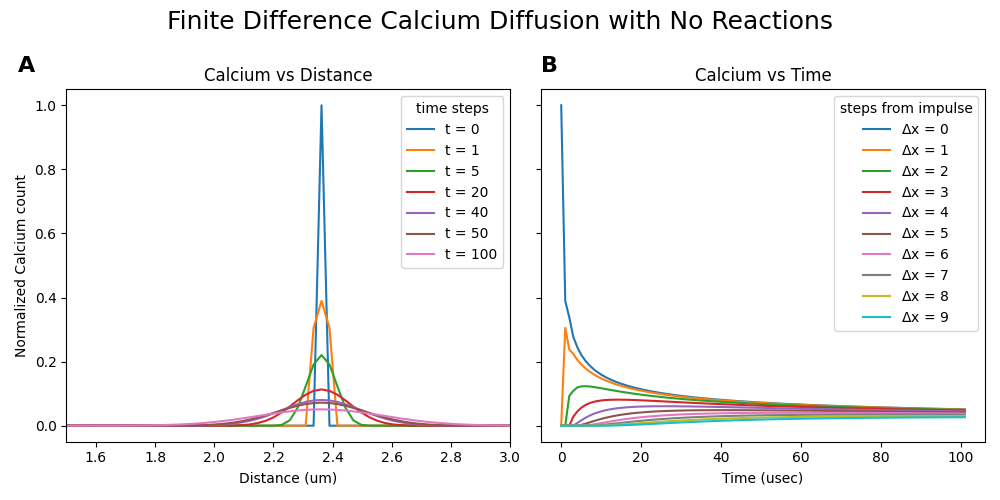 Finite Difference Calcium Diffusion with No Reactions
A
Calcium vs Distance
Normalized Calcium count
1.0
0.8
0.6
0.4
0.2
0.0
time steps
t = 0
t = 1
t = 5
t = 20
t = 40
t = 50
t = 100
1.6 1.8 2.0 2.2 2.4 2.6 2.8 3.0
Distance (um)
B
Calcium vs Time
steps from impulse
Δx = 0
Δx = 1
Δx = 2
Δx = 3
Δx = 4
Δx = 5
Δx = 6
Δx = 7
Δx = 8
Δx = 9
0 20 40 60 80 100
Time (usec)